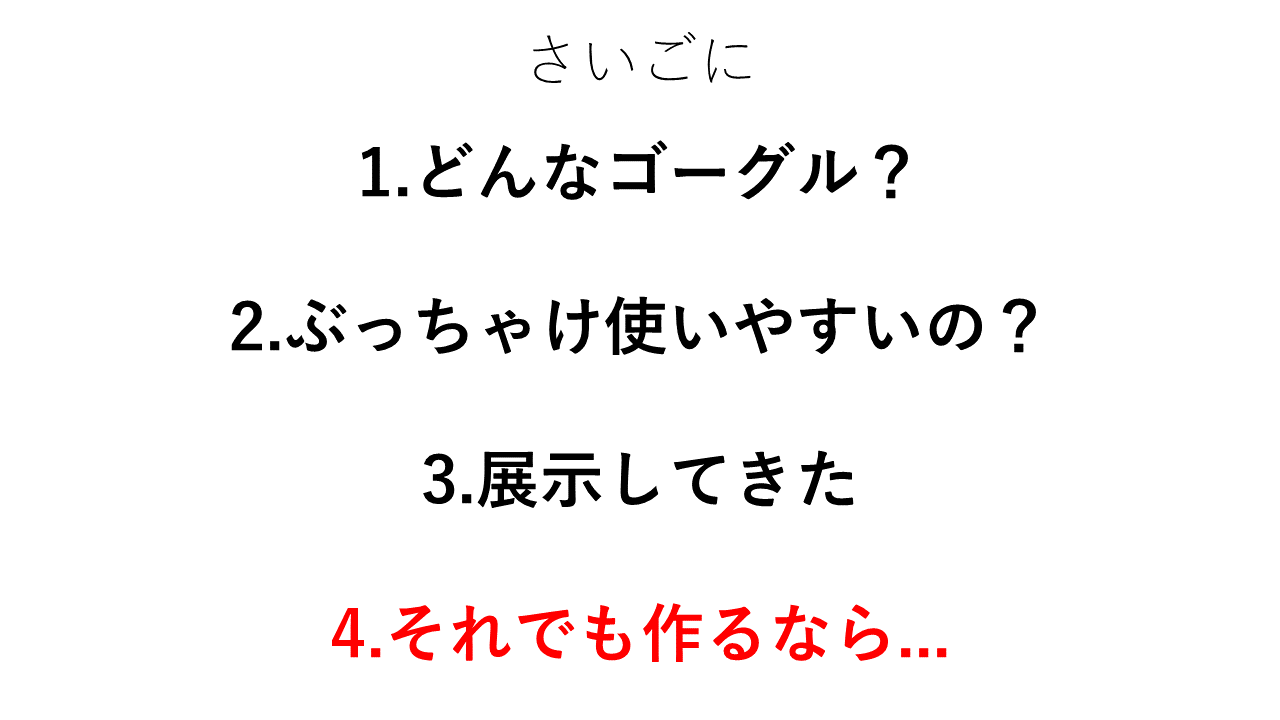 さいごに
1.どんなゴーグル？
2.ぶっちゃけ使いやすいの？
3.展示してきた
4.それでも作るなら...